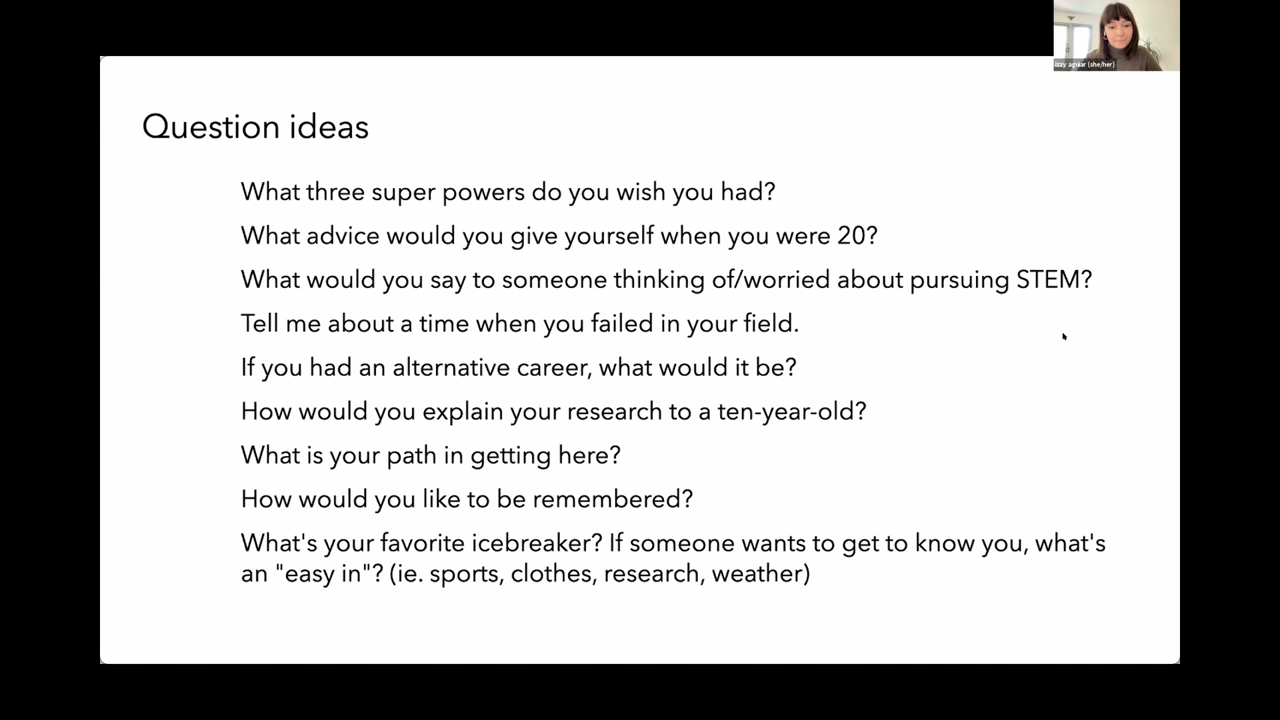 izzy aguiar (she/her)
Question ideas
What three super powers do you wish you had?
What advice would you give yourself when you were 20?
What would you say to someone thinking of/worried about pursuing STEM?
Tell me about a time when you failed in your field.
If you had an alternative career, what would it be?
How would you explain your research to a ten-year-old?
What is your path in getting here?
How would you like to be remembered?
What's your favorite icebreaker? If someone wants to get to know you, what's
an "easy in"? (ie. sports, clothes, research, weather)